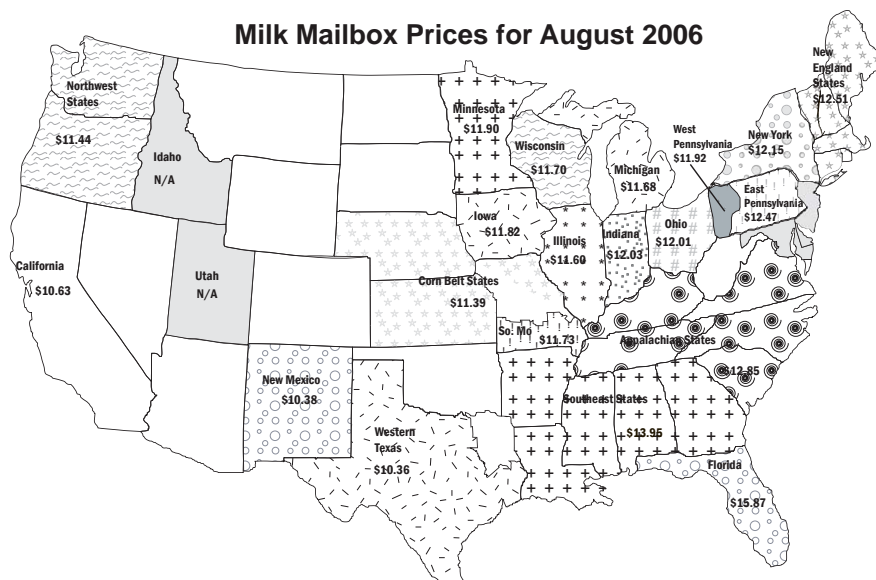 Milk Mailbox Prices for August 2006
Northwest
States
$11.44
Idaho
N/A
Utah
N/A
California
$10.63
New Mexico
$10.38
Western
Texas
$10.36
Minnesota
$11.90
Wisconsin
$11.70
Iowa
$11.82
Corn Belt States
$11.39
So. Mo
$11.73
Illinois
$11.60
Indiana
$12.03
Michigan
$11.68
Ohio
$12.01
West
Pennsylvania
$11.92
East
Pennsylvania
$12.47
New York
$12.15
New
England
States
$12.51
Appalachian States
$12.85
Southeast States
$13.95
Florida
$15.87